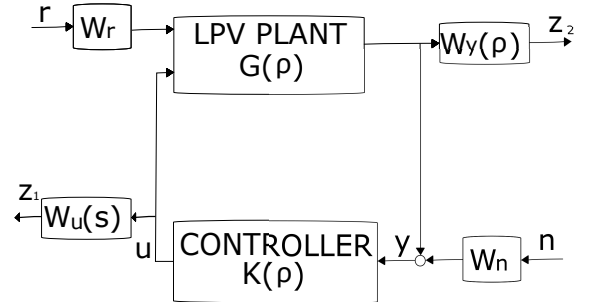 r
Wr
LPV PLANT
G(ρ)
Wy(ρ)
z₂
z₁
Wu(s)
u
CONTROLLER
K(ρ)
y
Wn
n